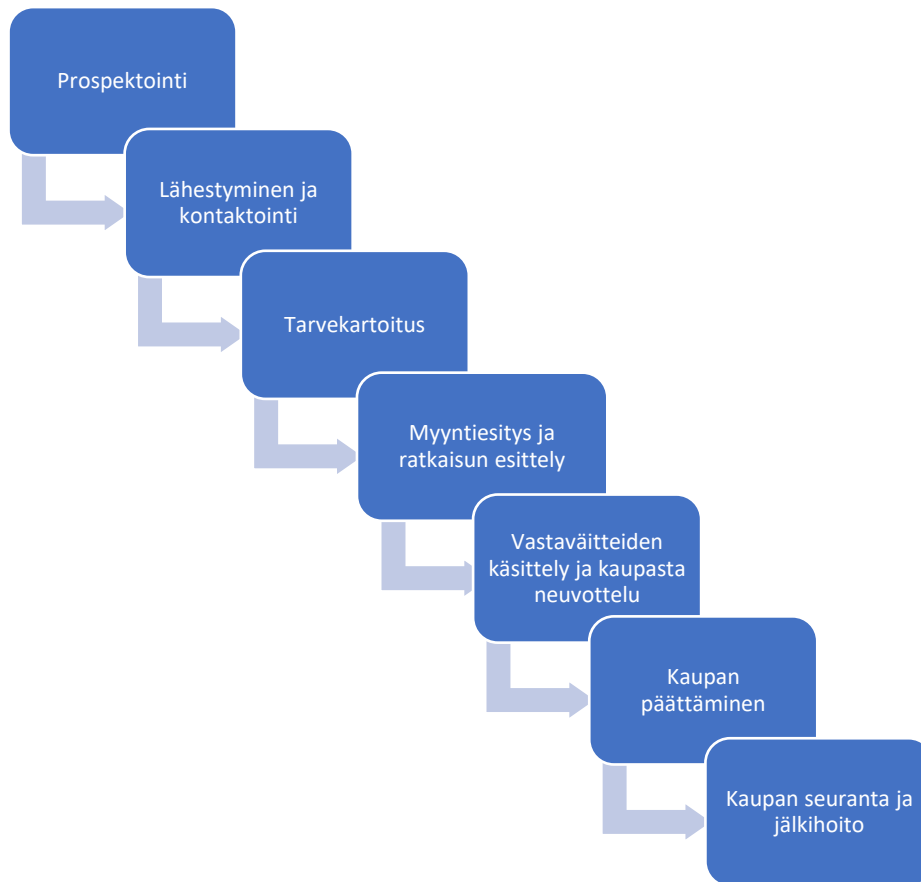 Prospektointi
Lähestyminen ja
kontaktointi
Tarvekartoitus
Myyntiesitys ja
ratkaisun esittely
Vastaväitteiden
käsittely ja kaupasta
neuvottelu
Kaupan
päättäminen
Kaupan seuranta ja
jälkihoito